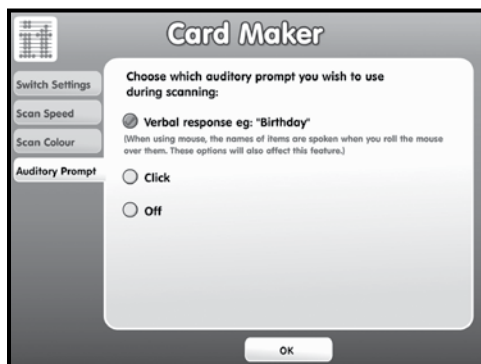 Card Maker
Switch Settings
Scan Speed
Scan Colour
Auditory Prompt
Choose which auditory prompt you wish to use
during scanning:
Verbal response eg: "Birthday"
(When using mouse, the names of items are spoken when you roll the mouse
over them. These options will also affect this feature.)
Click
Off
OK